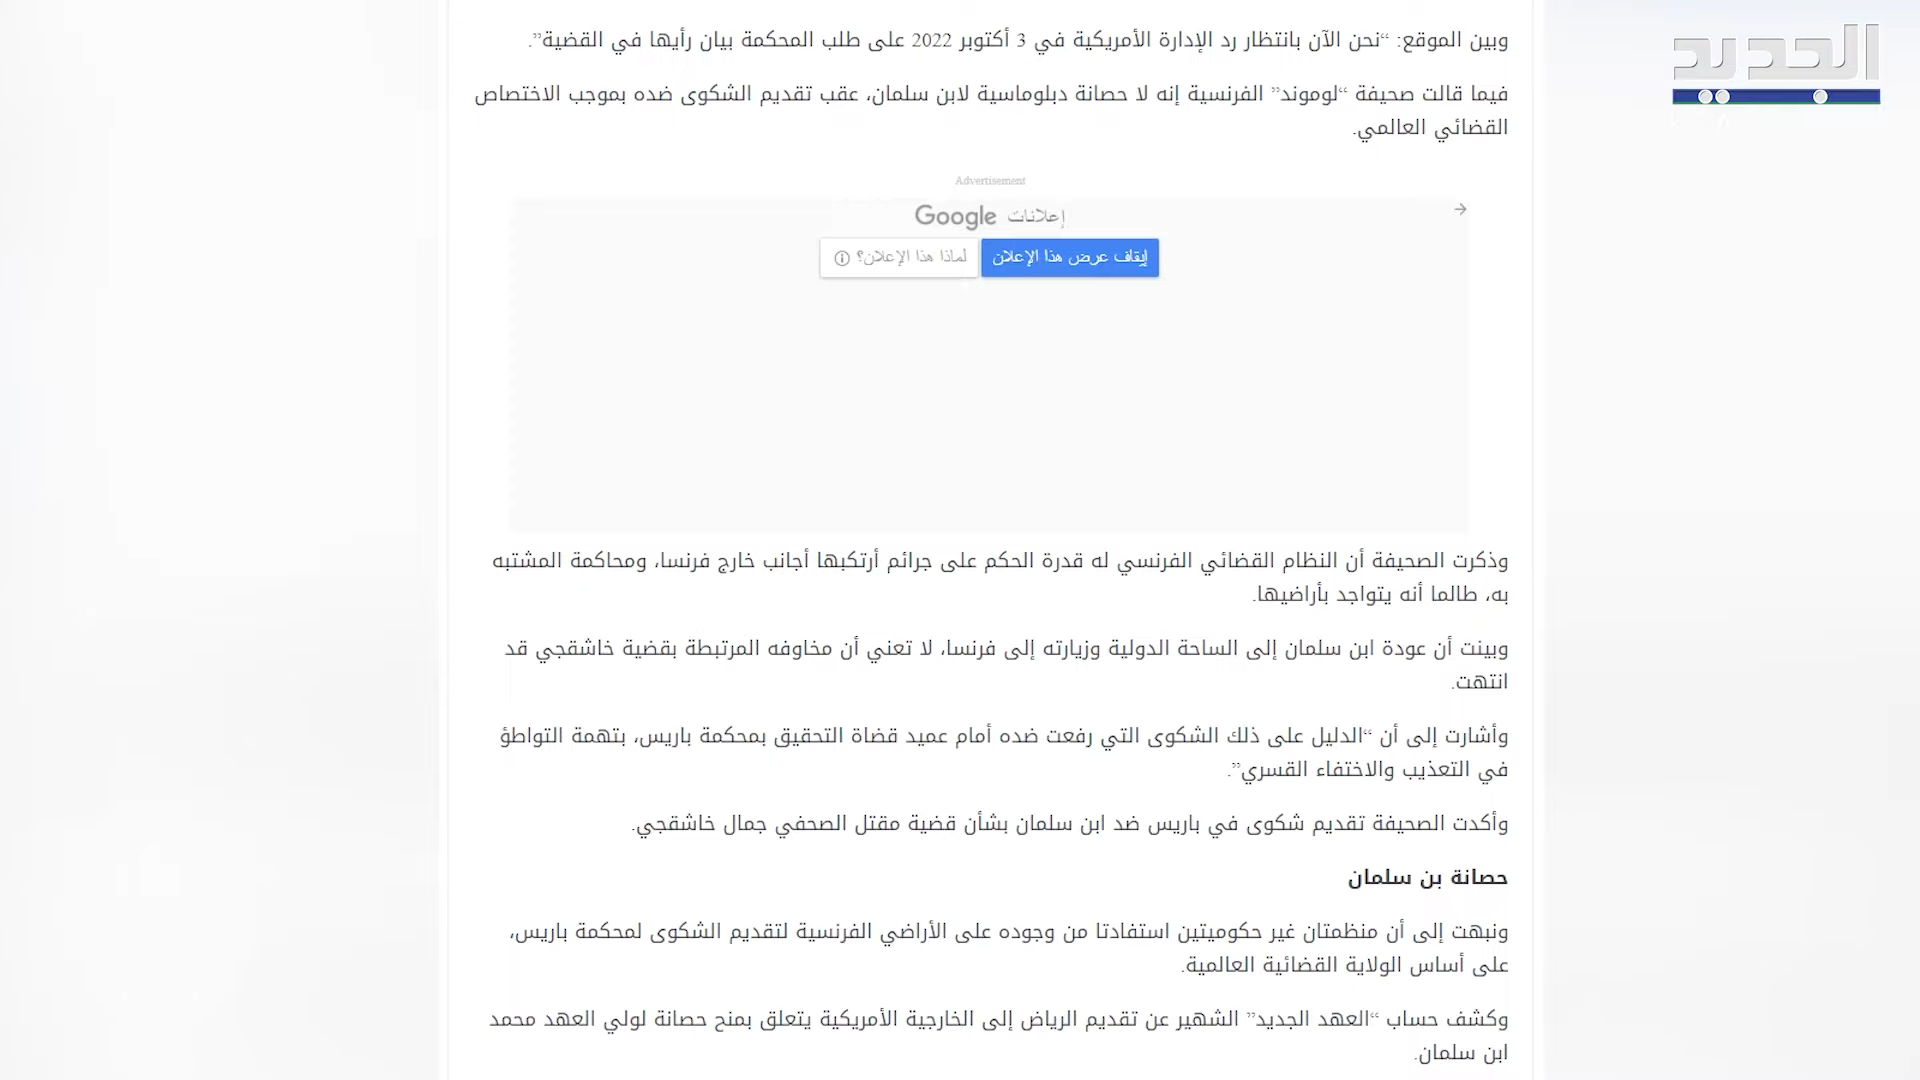 الجديد
وبين الموقع: “نحن الآن بانتظار رد الإدارة الأمريكية في 3 أكتوبر 2022 على طلب المحكمة بيان رأيها في القضية”.
فيما قالت صحيفة “لوموند” الفرنسية إنه لا حصانة دبلوماسية لابن سلمان، عقب تقديم الشكوى ضده بموجب الاختصاص
القضائي العالمي.
Advertisement
إعلانات Google
إيقاف عرض هذا الإعلان
لماذا هذا الإعلان؟
وذكرت الصحيفة أن النظام القضائي الفرنسي له قدرة الحكم على جرائم أرتكبها أجانب خارج فرنسا، ومحاكمة المشتبه
به، طالما أنه يتواجد بأراضيها.
وبينت أن عودة ابن سلمان إلى الساحة الدولية وزيارته إلى فرنسا، لا تعني أن مخاوفه المرتبطة بقضية خاشقجي قد
انتهت.
وأشارت إلى أن “الدليل على ذلك الشكوى التي رفعت ضده أمام عميد قضاة التحقيق بمحكمة باريس، بتهمة التواطؤ
في التعذيب والاختفاء القسري”.
وأكدت الصحيفة تقديم شكوى في باريس ضد ابن سلمان بشأن قضية مقتل الصحفي جمال خاشقجي.
حصانة بن سلمان
ونبهت إلى أن منظمتان غير حكوميتين استفادتا من وجوده على الأراضي الفرنسية لتقديم الشكوى لمحكمة باريس،
على أساس الولاية القضائية العالمية.
وكشف حساب “العهد الجديد” الشهير عن تقديم الرياض إلى الخارجية الأمريكية يتعلق بمنح حصانة لولي العهد محمد
ابن سلمان.